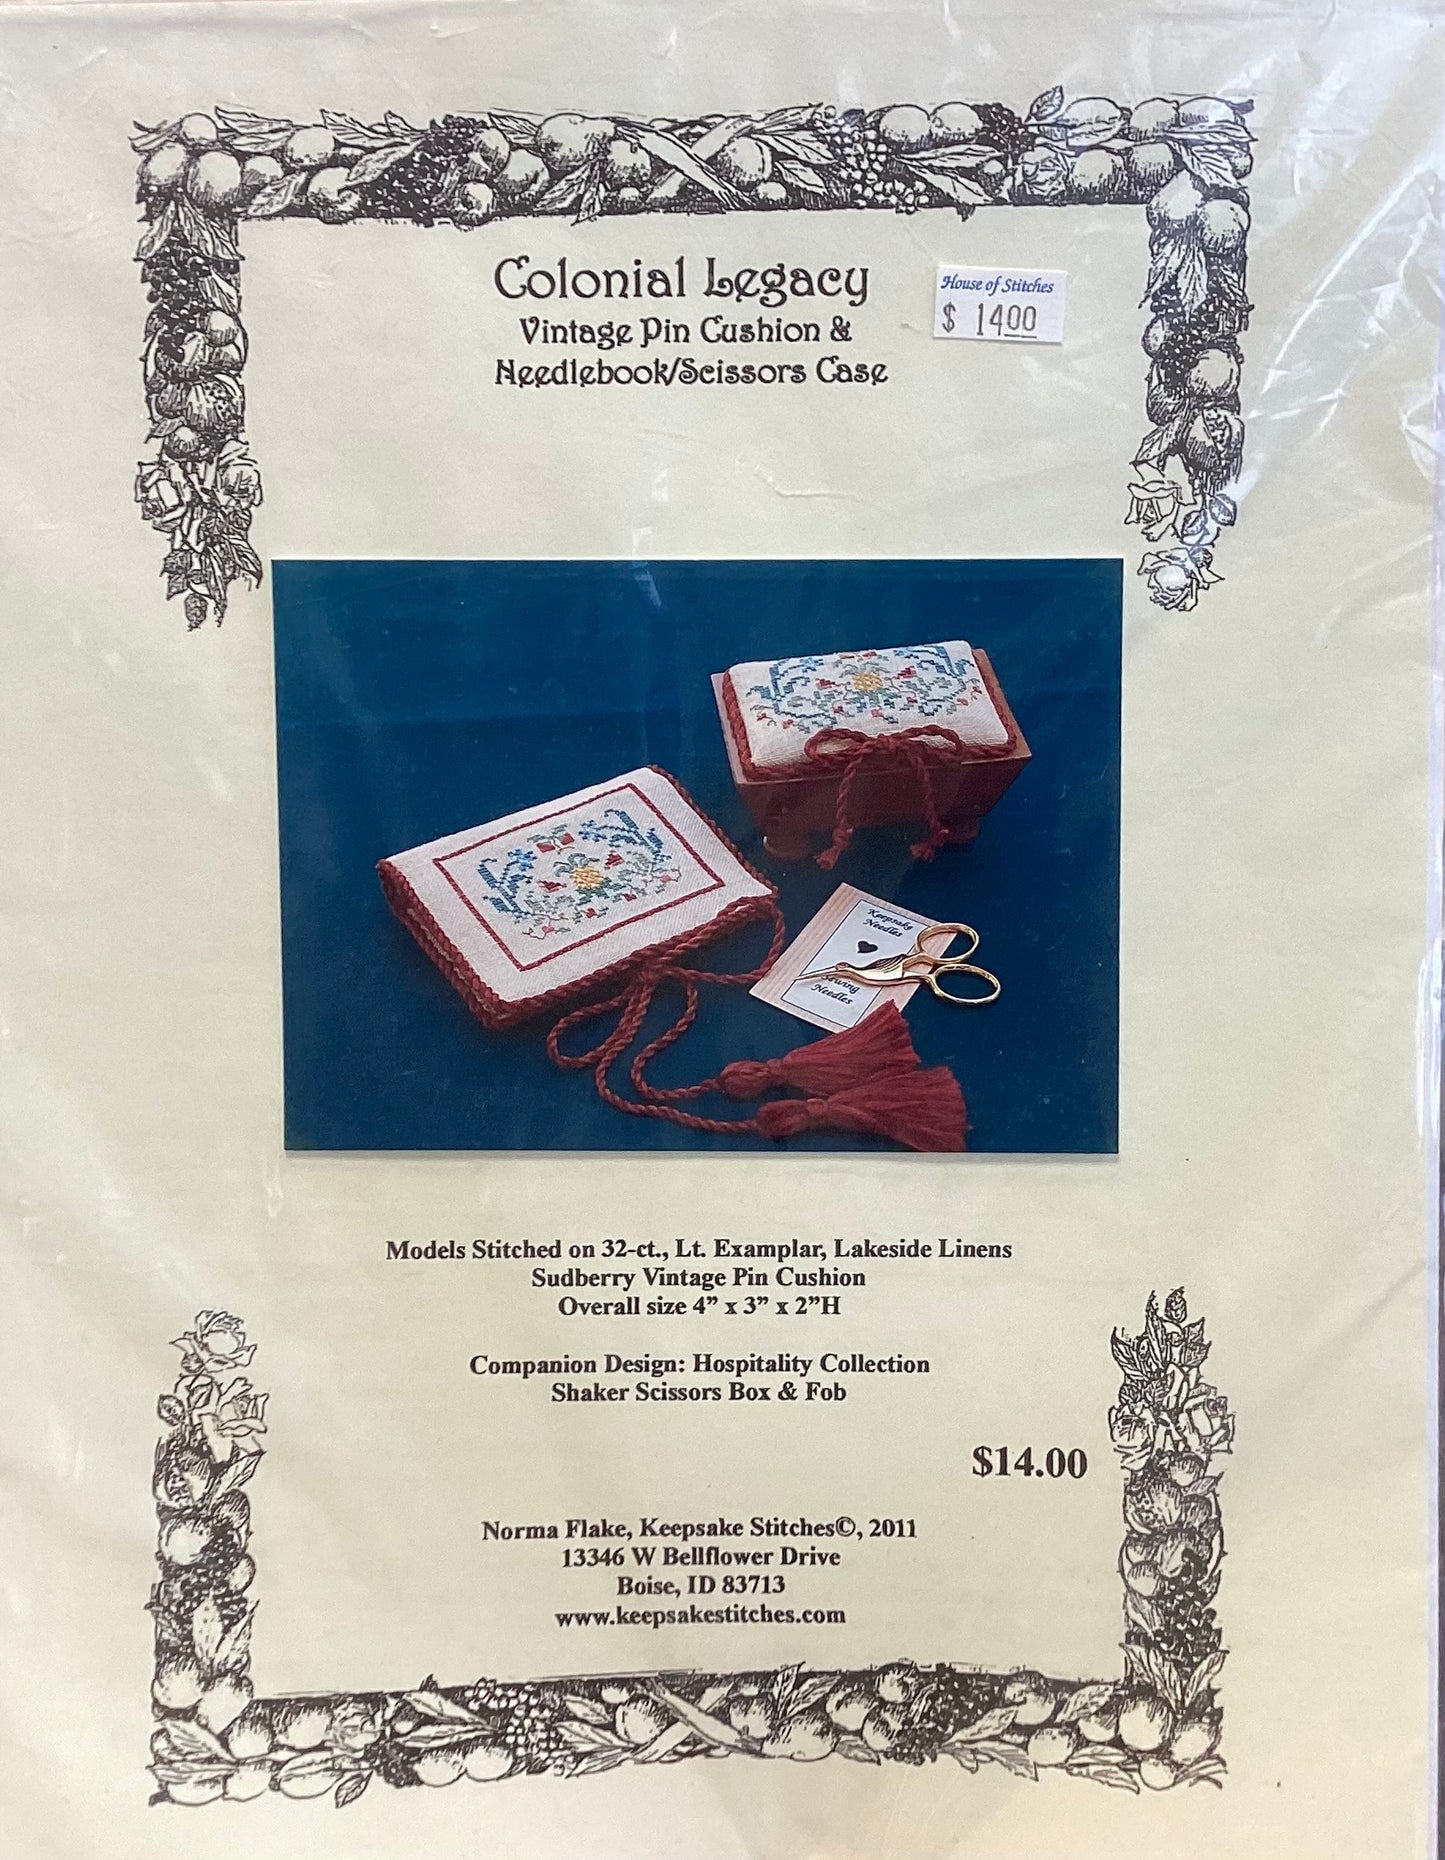 Colonial Legacy
House of Stitches
$ 1400
Vintage Pin Cushion &
Needlebook/Scissors Case
Keepsake
Needles
Sewing
Needles
Models Stitched on 32-ct., Lt. Examplar, Lakeside Linens
Sudberry Vintage Pin Cushion
Overall size 4” x 3” x 2”H
Companion Design: Hospitality Collection
Shaker Scissors Box & Fob
$14.00
Norma Flake, Keepsake Stitches©, 2011
13346 W Bellflower Drive
Boise, ID 83713
www.keepsakestitches.com